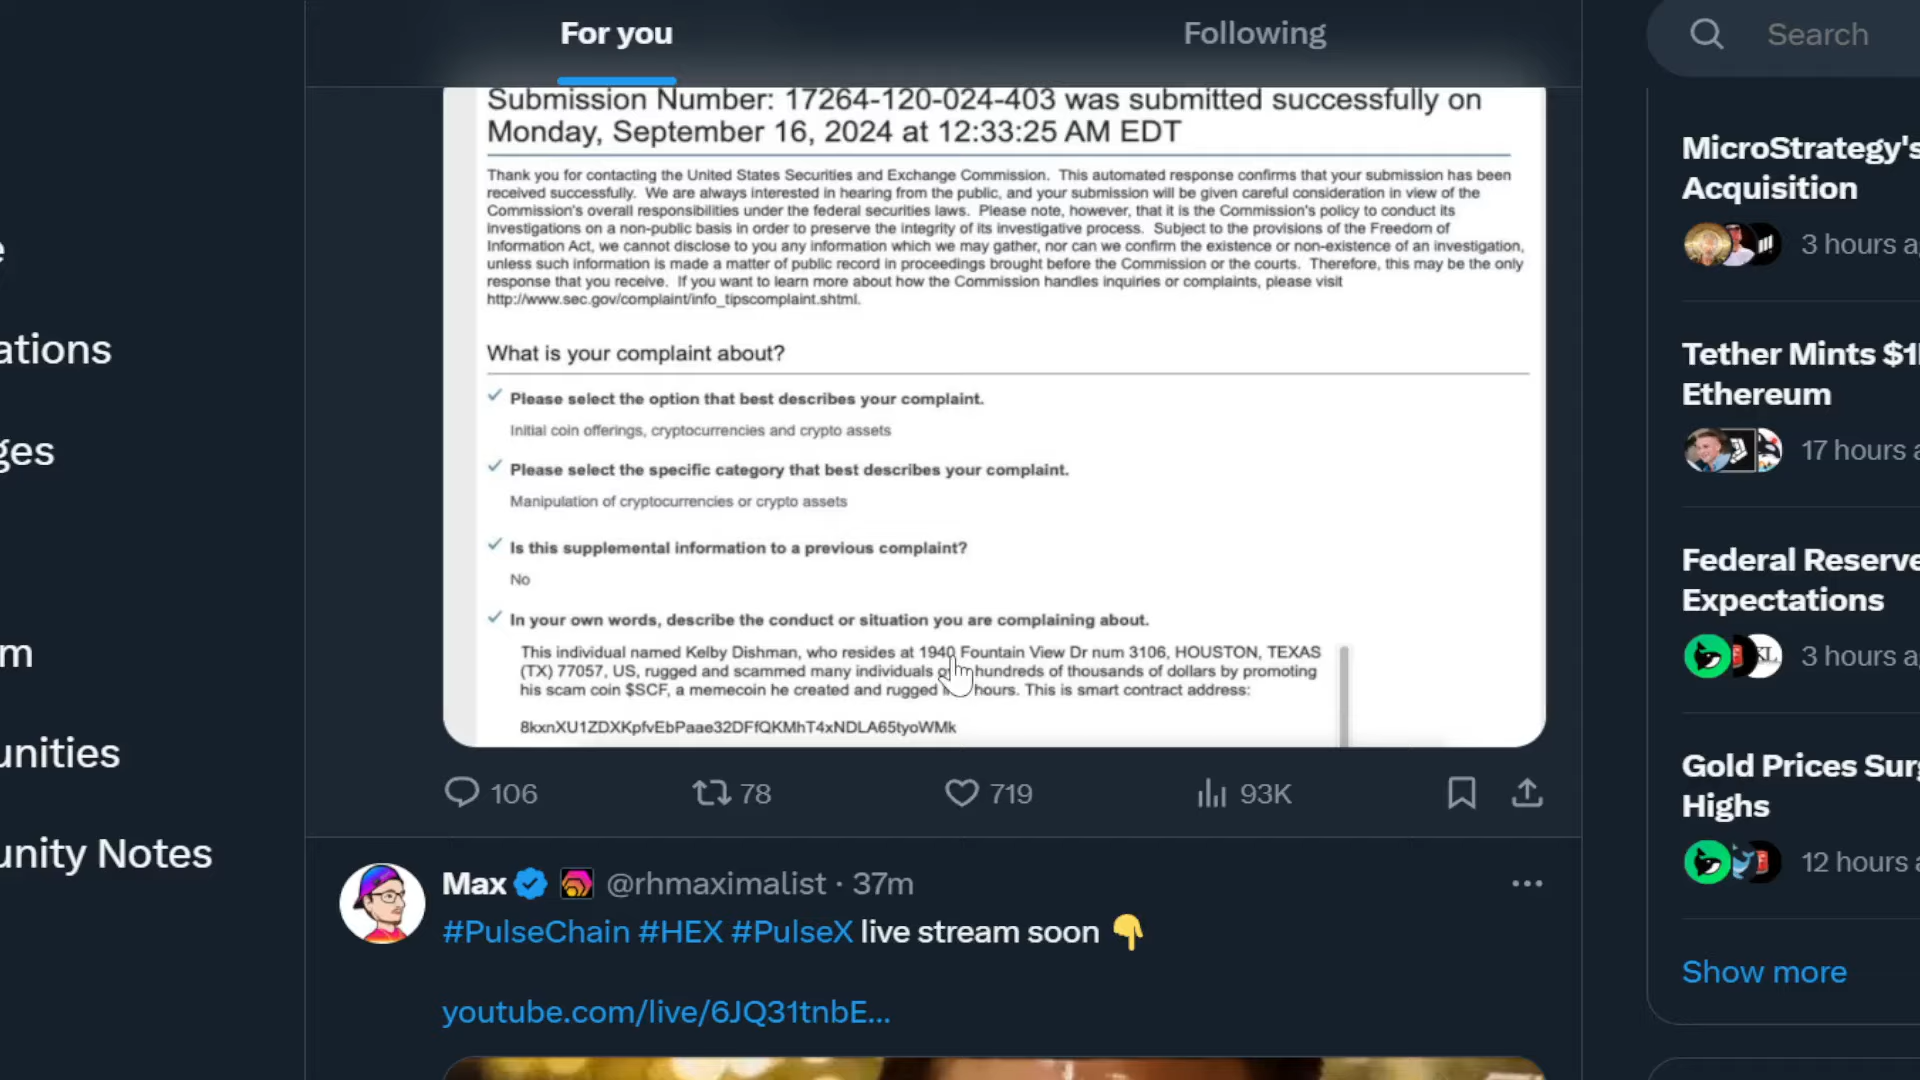 For you
Following
Search
Submission Number: 17264-120-024-403 was submitted successfully on
Monday, September 16, 2024 at 12:33:25 AM EDT
Thank you for contacting the United States Securities and Exchange Commission. This automated response confirms that your submission has been
received successfully. We are always interested in hearing from the public, and your submission will be given careful consideration in view of the
Commission's overall responsibilities under the federal securities laws. Please note, however, that it is the Commission's policy to conduct its
investigations on a non-public basis in order to preserve the integrity of its investigative process. Subject to the provisions of the Freedom of
Information Act, we cannot disclose to you any information which we may gather, nor can we confirm the existence or non-existence of an investigation,
unless such information is made a matter of public record in proceedings brought before the Commission or the courts. Therefore, this may be the only
response that you receive. If you want to learn more about how the Commission handles inquiries or complaints, please visit
http://www.sec.gov/complaint/info_tipscomplaint.shtml.
What is your complaint about?
Please select the option that best describes your complaint.
Initial coin offerings, cryptocurrencies and crypto assets
Please select the specific category that best describes your complaint.
Manipulation of cryptocurrencies or crypto assets
Is this supplemental information to a previous complaint?
No
In your own words, describe the conduct or situation you are complaining about.
This individual named Kelby Dishman, who resides at 1940 Fountain View Dr num 3106, HOUSTON, TEXAS
(TX) 77057, US, rugged and scammed many individuals hundreds of thousands of dollars by promoting
his scam coin $SCF, a memecoin he created and rugged hours. This is smart contract address:
8kxnXU1ZDXKpfvEbPaae32DFfQKMhT4xNDLA65tyoWMk
106
78
719
93K
Max @rhmaximalist · 37m
#PulseChain #HEX #PulseX live stream soon
youtube.com/live/6JQ31tnbE...
ations
ges
m
unities
unity Notes
MicroStrategy's
Acquisition
3 hours a
Tether Mints $1
Ethereum
17 hours a
Federal Reserve
Expectations
3 hours a
Gold Prices Sur
Highs
12 hours a
Show more